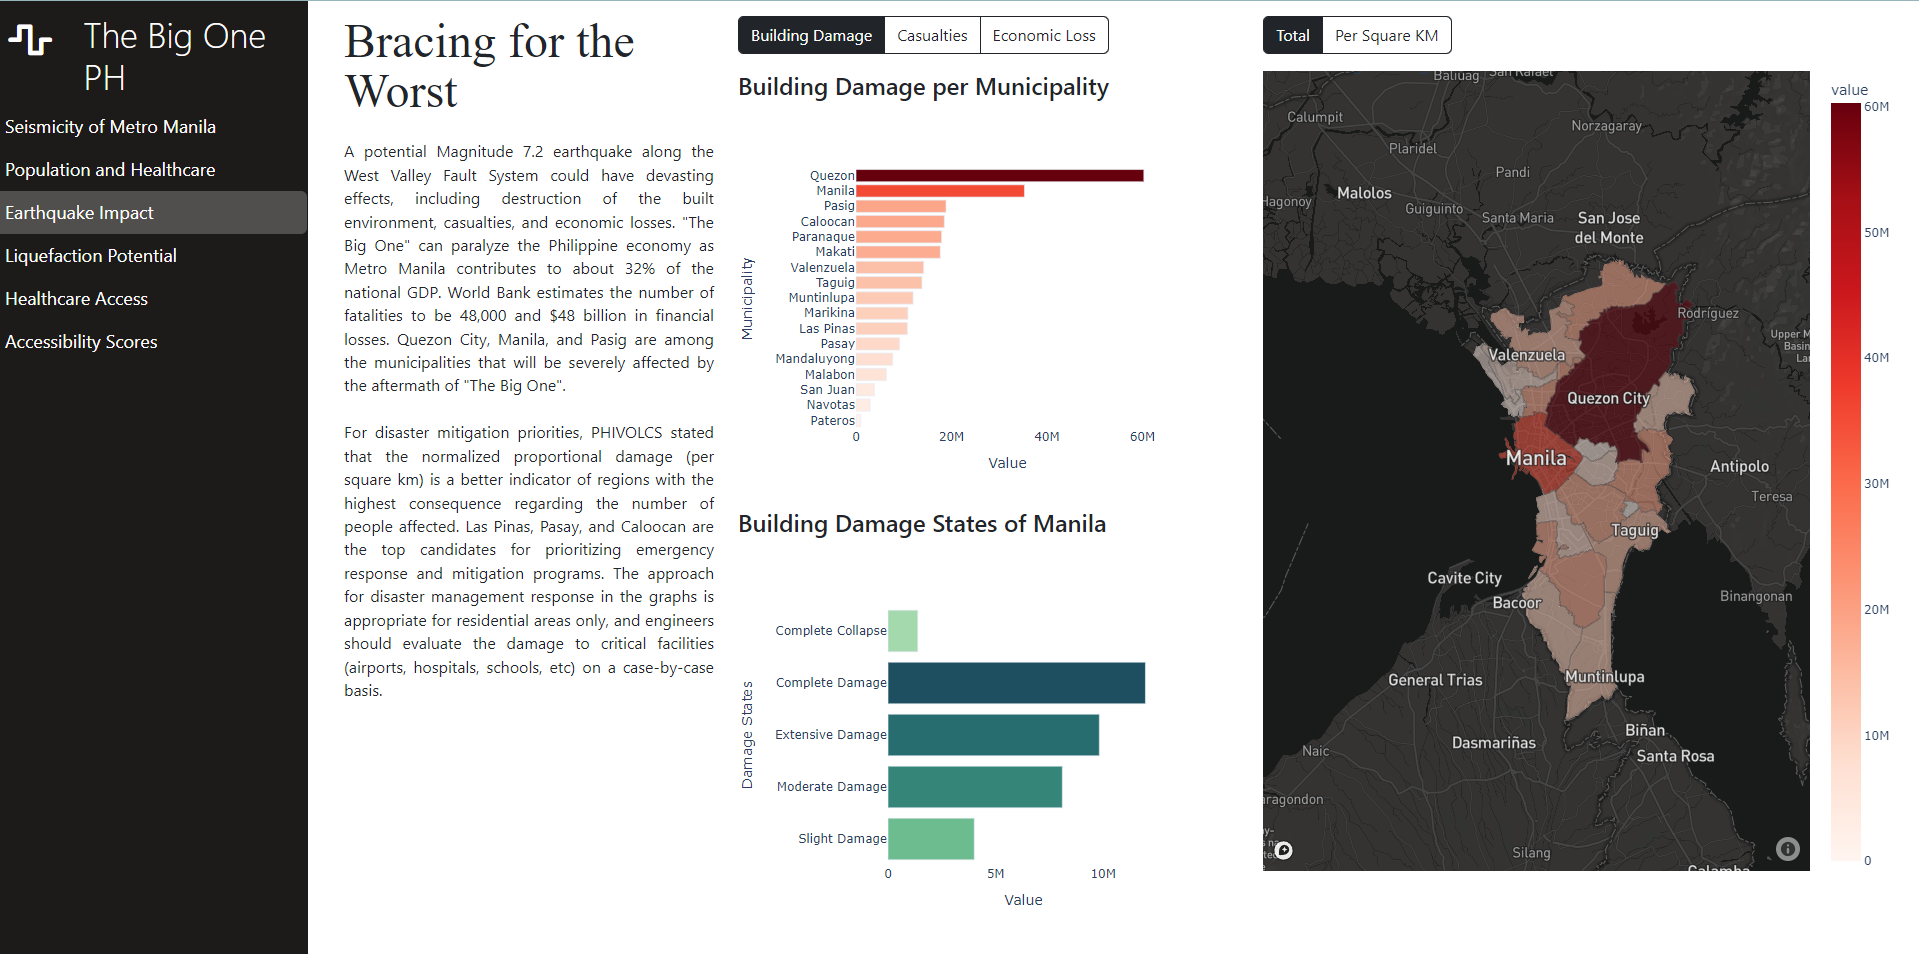 The Big One
PH
Seismicity of Metro Manila
Population and Healthcare
Earthquake Impact
Liquefaction Potential
Healthcare Access
Accessibility Scores
Bracing for the
Worst
A potential Magnitude 7.2 earthquake along the
West Valley Fault System could have devasting
effects, including destruction of the built
environment, casualties, and economic losses. "The
Big One" can paralyze the Philippine economy as
Metro Manila contributes to about 32% of the
national GDP. World Bank estimates the number of
fatalities to be 48,000 and $48 billion in financial
losses. Quezon City, Manila, and Pasig are among
the municipalities that will be severely affected by
the aftermath of "The Big One".
For disaster mitigation priorities, PHIVOLCS stated
that the normalized proportional damage (per
square km) is a better indicator of regions with the
highest consequence regarding the number of
people affected. Las Pinas, Pasay, and Caloocan are
the top candidates for prioritizing emergency
response and mitigation programs. The approach
for disaster management response in the graphs is
appropriate for residential areas only, and engineers
should evaluate the damage to critical facilities
(airports, hospitals, schools, etc) on a case-by-case
basis.
Building Damage
Casualties
Economic Loss
Building Damage per Municipality
Municipality
Quezon
Manila
Pasig
Caloocan
Paranaque
Makati
Valenzuela
Taguig
Muntinlupa
Marikina
Las Pinas
Pasay
Mandaluyong
Malabon
San Juan
Navotas
Pateros
0
20M
40M
60M
Value
Building Damage States of Manila
Damage States
Complete Collapse
Complete Damage
Extensive Damage
Moderate Damage
Slight Damage
0
5M
10M
Value
Total
Per Square KM
Baliuag
San Rafael
Calumpit
Norzagaray
Plaridel
Pandi
Malolos
Hagonoy
Guiguinto
Santa Maria
San Jose
del Monte
Rodríguez
Upper M
Basin
Lar
Valenzuela
Quezon City
Manila
Antipolo
Teresa
Taguig
Cavite City
Bacoor
Binangonan
General Trias
Muntinlupa
Biñan
Naic
Dasmariñas
Santa Rosa
aragondon
Silang
Calamba
value
60M
50M
40M
30M
20M
10M
0